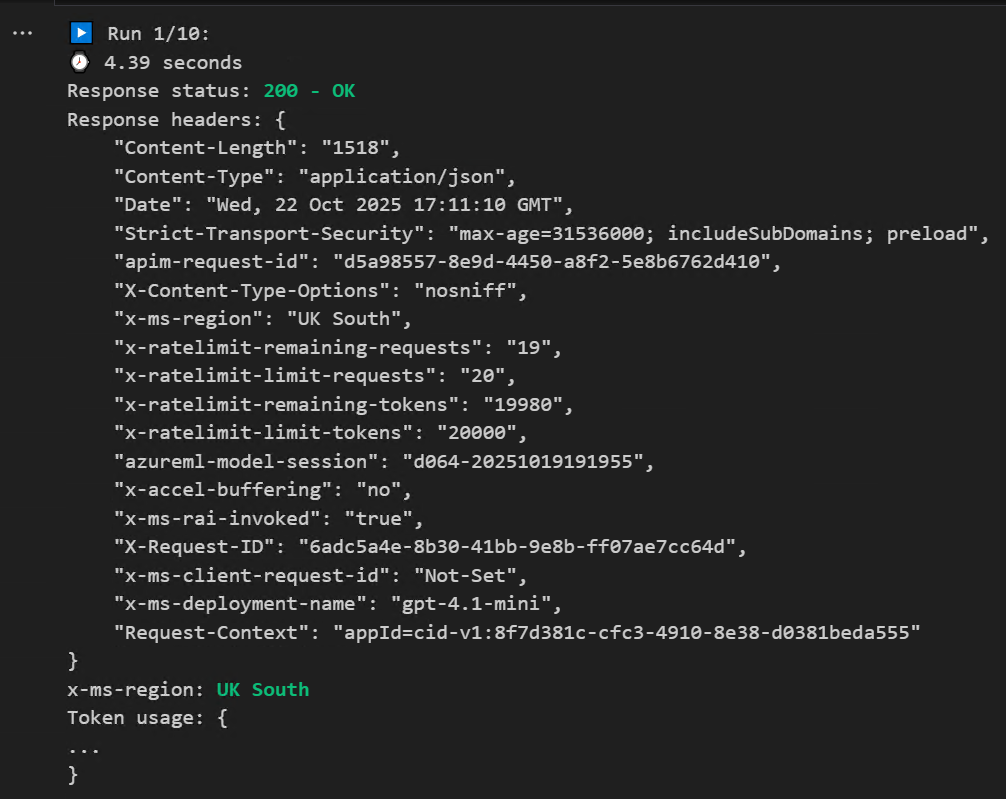 ... ▶ Run 1/10:
⌚ 4.39 seconds
Response status: 200 - OK
Response headers: {
    "Content-Length": "1518",
    "Content-Type": "application/json",
    "Date": "Wed, 22 Oct 2025 17:11:10 GMT",
    "Strict-Transport-Security": "max-age=31536000; includeSubDomains; preload",
    "apim-request-id": "d5a98557-8e9d-4450-a8f2-5e8b6762d410",
    "X-Content-Type-Options": "nosniff",
    "x-ms-region": "UK South",
    "x-ratelimit-remaining-requests": "19",
    "x-ratelimit-limit-requests": "20",
    "x-ratelimit-remaining-tokens": "19980",
    "x-ratelimit-limit-tokens": "20000",
    "azureml-model-session": "d064-20251019191955",
    "x-accel-buffering": "no",
    "x-ms-rai-invoked": "true",
    "X-Request-ID": "6adc5a4e-8b30-41bb-9e8b-ff07ae7cc64d",
    "x-ms-client-request-id": "Not-Set",
    "x-ms-deployment-name": "gpt-4.1-mini",
    "Request-Context": "appId=cid-v1:8f7d381c-cfc3-4910-8e38-d0381beda555"
}
x-ms-region: UK South
Token usage: {
...
}